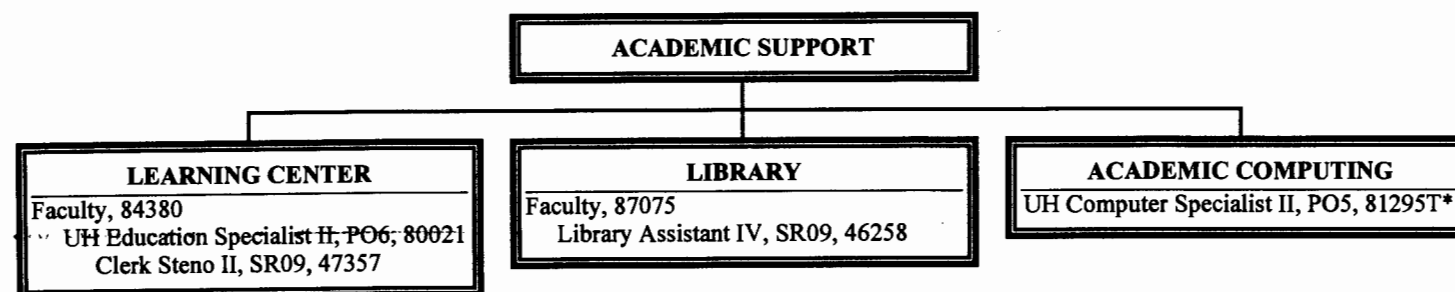 ACADEMIC SUPPORT
LEARNING CENTER
Faculty, 84380
UH Education Specialist II, PO6, 80021
Clerk Steno II, SR09, 47357
LIBRARY
Faculty, 87075
Library Assistant IV, SR09, 46258
ACADEMIC COMPUTING
UH Computer Specialist II, PO5, 81295T*